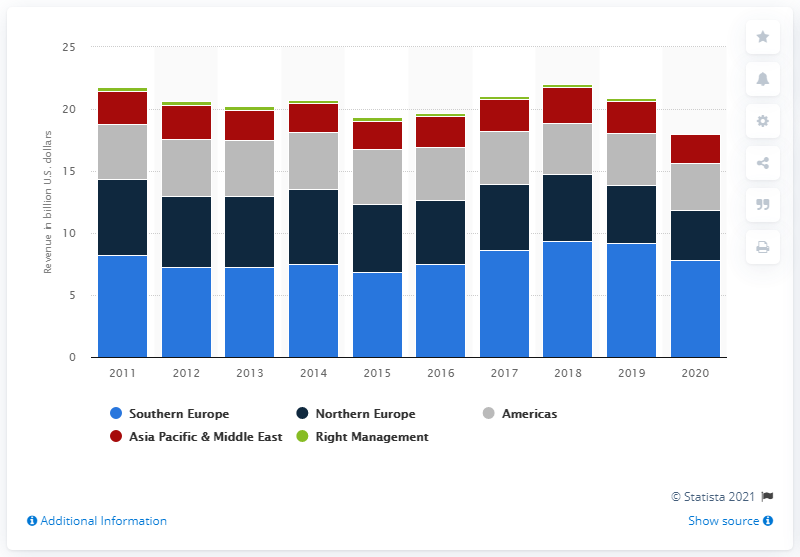 25
20
15
10
5
0
Revenue in billion U.S. dollars
2011 2012 2013 2014 2015 2016 2017 2018 2019 2020
Southern Europe Northern Europe Americas
Asia Pacific & Middle East Right Management
© Statista 2021
Additional Information Show source